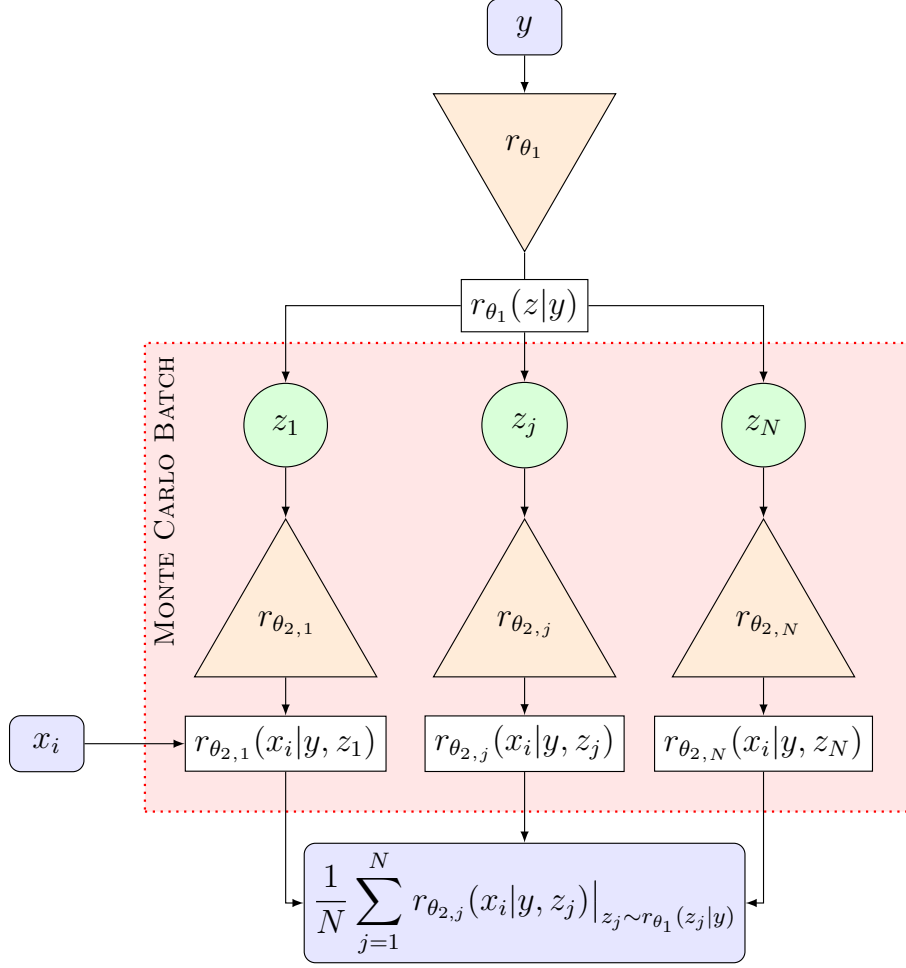 y
r_{θ_1}
r_{θ_1}(z|y)
MONTE CARLO BATCH
z_1
z_j
z_N
r_{θ_{2,1}}
r_{θ_{2,j}}
r_{θ_{2,N}}
x_i
r_{θ_{2,1}}(x_i|y, z_1)
r_{θ_{2,j}}(x_i|y, z_j)
r_{θ_{2,N}}(x_i|y, z_N)
\frac{1}{N} \sum_{j=1}^{N} r_{θ_{2,j}}(x_i|y, z_j)|_{z_j∼r_{θ_1}(z_j|y)}